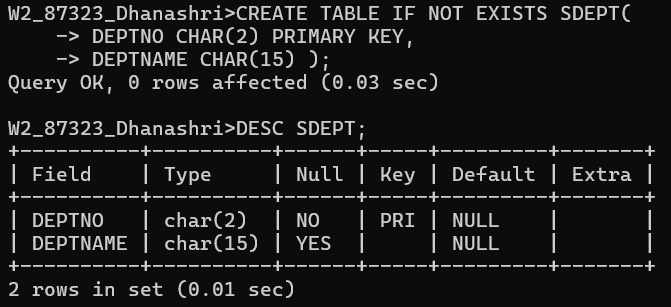 W2_87323_Dhanashri>CREATE TABLE IF NOT EXISTS SDEPT(
    -> DEPTNO CHAR(2) PRIMARY KEY,
    -> DEPTNAME CHAR(15) );
Query OK, 0 rows affected (0.03 sec)

W2_87323_Dhanashri>DESC SDEPT;
+----------+----------+------+-----+---------+-------+
| Field    | Type     | Null | Key | Default | Extra |
+----------+----------+------+-----+---------+-------+
| DEPTNO   | char(2)  | NO   | PRI | NULL    |       |
| DEPTNAME | char(15) | YES  |     | NULL    |       |
+----------+----------+------+-----+---------+-------+
2 rows in set (0.01 sec)